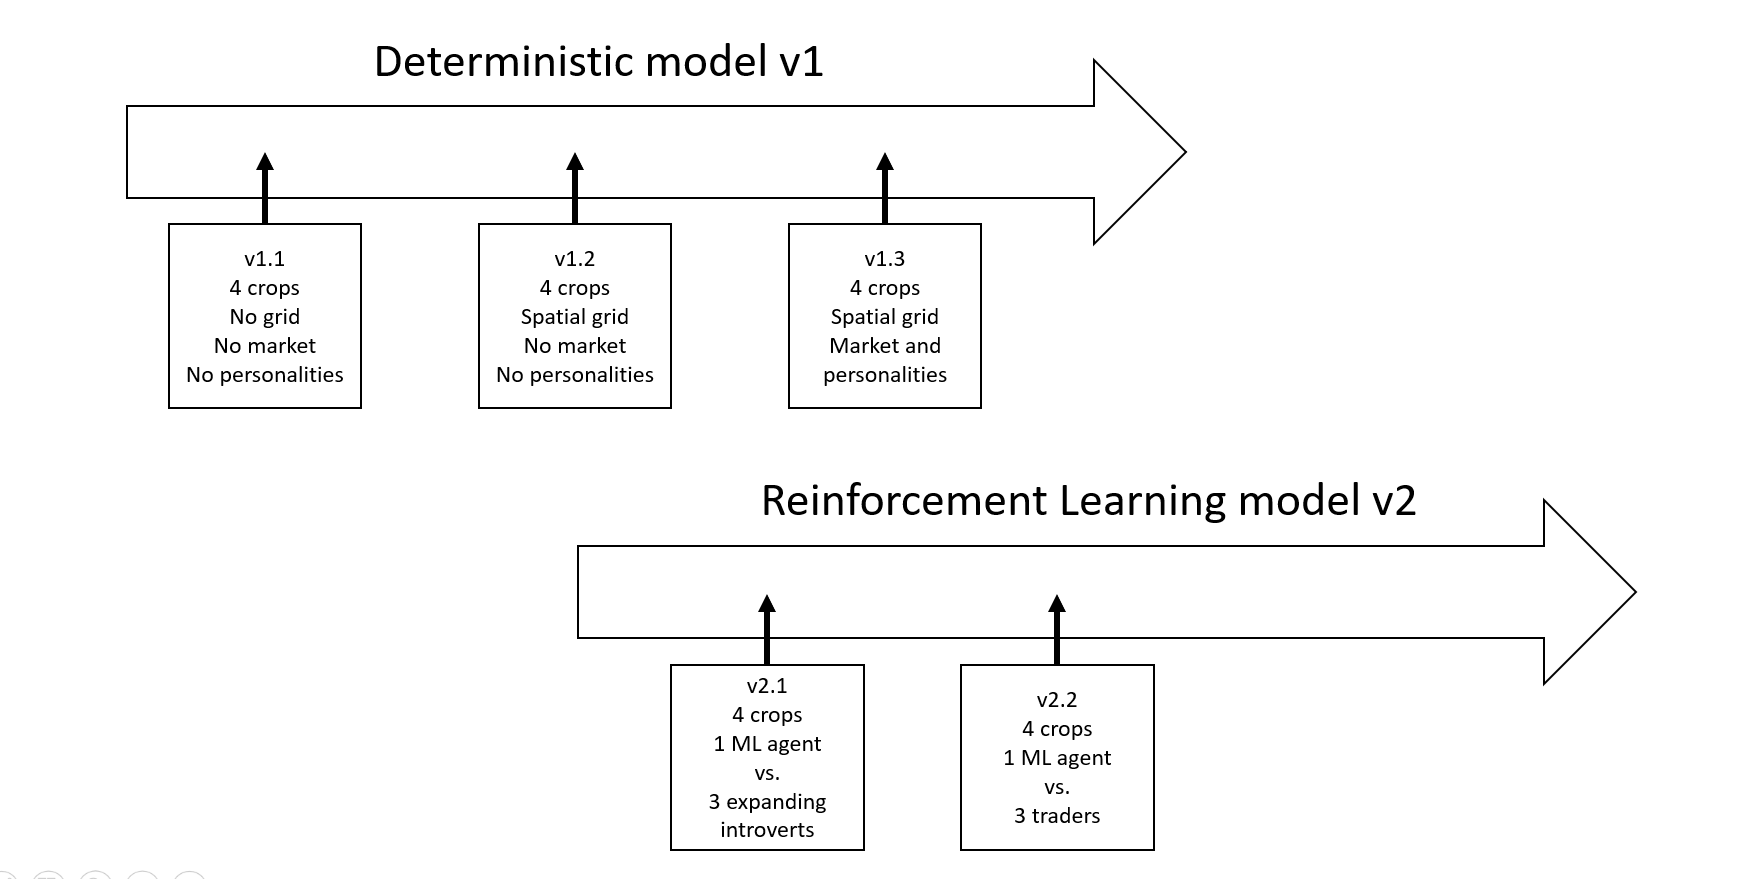 Deterministic model v1
v1.1
4 crops
No grid
No market
No personalities
v1.2
4 crops
Spatial grid
No market
No personalities
v1.3
4 crops
Spatial grid
Market and
personalities
Reinforcement Learning model v2
v2.1
4 crops
1 ML agent
vs.
3 expanding
introverts
v2.2
4 crops
1 ML agent
vs.
3 traders